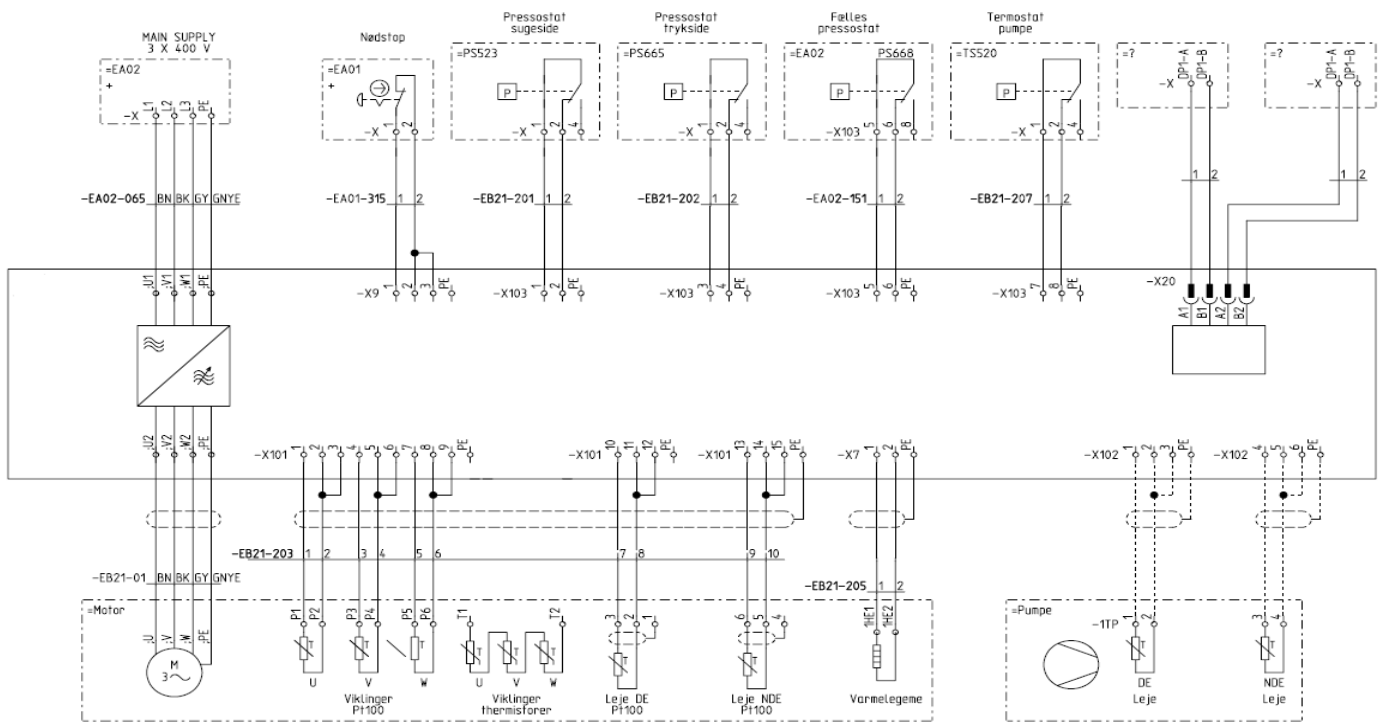 MAIN SUPPLY
3 X 400 V
Nødstop
Pressostat
sugeside
Pressostat
trykside
Fælles
pressostat
Termostat
pumpe
=EA02
+
-X L1 L2 L3 PE
=EA01
+
-X 1 2
=PS523
P
-X 1 2 4
=PS665
P
-X 1 2 4
=EA02 PS668
P
-X103 5 6 8
=TS520
P
-X 1 2 4
=?
-X DP1-A DP1-B
=?
-X DP1-A DP1-B
-EA02-065 BN BK GY GNYE
-EA01-315 1 2
-EB21-201 1 2
-EB21-202 1 2
-EA02-151 1 2
-EB21-207 1 2
1 2
1 2
:U1 :V1 :W1 :PE
-X9 1 2 3 PE
-X103 1 2 PE
-X103 3 4 PE
-X103 5 6 PE
-X103 7 8 PE
-X20
A1 B1 A2 B2
:U2 :V2 :W2 :PE
-X101 1 2 3 4 5 6 7 8 9 PE
-X101 10 11 12 PE
-X101 13 14 15 PE
-X7 1 2 PE
-X102 1 2 3 PE
-X102 4 5 6 PE
-EB21-203 1 2 3 4 5 6 7 8 9 10
-EB21-01 BN BK GY GNYE
-EB21-205 1 2
=Motor
:U :V :W :PE
M
3~
P1 P2 P3 P4 P5 P6 T1 T2
T T T T T T
U V W
Viklinger
Pt100
U V W
Viklinger
thermisforer
3 2 1
T
Leje DE
Pt100
6 5 4
T
Leje NDE
Pt100
1HE1 1HE2
Varmelegeme
=Pumpe
-1TP 1 2
T
DE
Leje
3 4
T
NDE
Leje